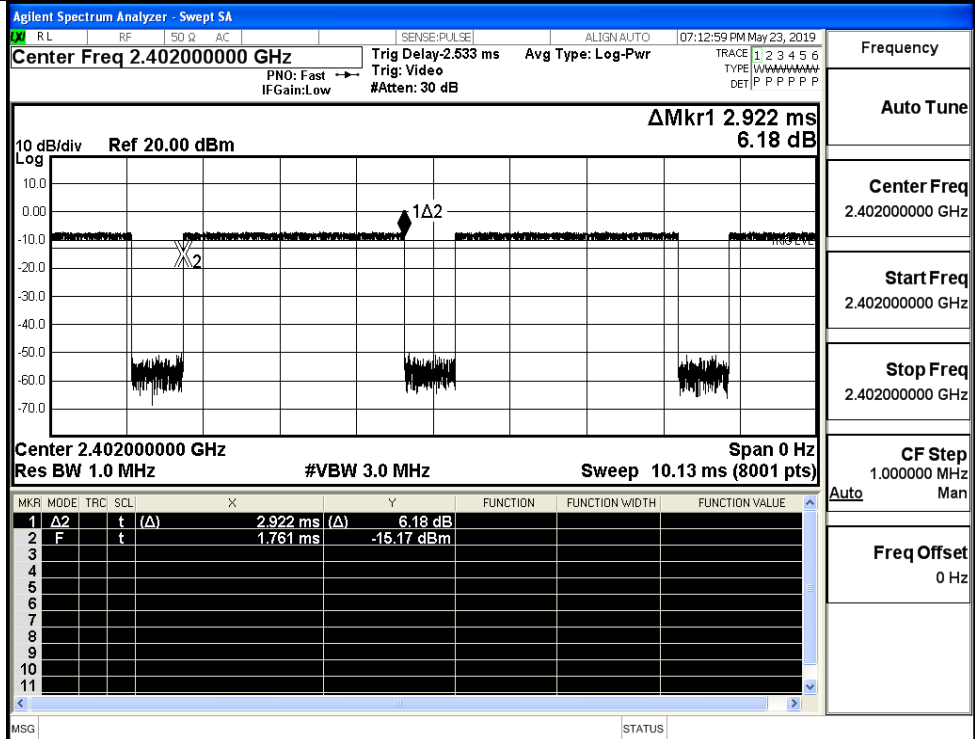 Agilent Spectrum Analyzer - Swept SA
LXI RL RF 50 Ω AC SENSE:PULSE ALIGN AUTO 07:12:59 PM May 23, 2019
Center Freq 2.402000000 GHz
PNO: Fast
IFGain:Low
Trig Delay-2.533 ms
Trig: Video
#Atten: 30 dB
Avg Type: Log-Pwr
TRACE 1 2 3 4 5 6
TYPE WWWWWW
DET P P P P P P
ΔMkr1 2.922 ms
6.18 dB
10 dB/div Ref 20.00 dBm
Log
10.0
0.00
-10.0
-20.0
-30.0
-40.0
-50.0
-60.0
-70.0
1Δ2
2
TRIG LVL
Center 2.402000000 GHz Span 0 Hz
Res BW 1.0 MHz #VBW 3.0 MHz Sweep 10.13 ms (8001 pts)
MKR MODE TRC SCL X Y FUNCTION FUNCTION WIDTH FUNCTION VALUE
1 Δ2 t (Δ) 2.922 ms (Δ) 6.18 dB
2 F t 1.761 ms -15.17 dBm
3
4
5
6
7
8
9
10
11
MSG STATUS
Frequency
Auto Tune
Center Freq
2.402000000 GHz
Start Freq
2.402000000 GHz
Stop Freq
2.402000000 GHz
CF Step
1.000000 MHz
Auto Man
Freq Offset
0 Hz